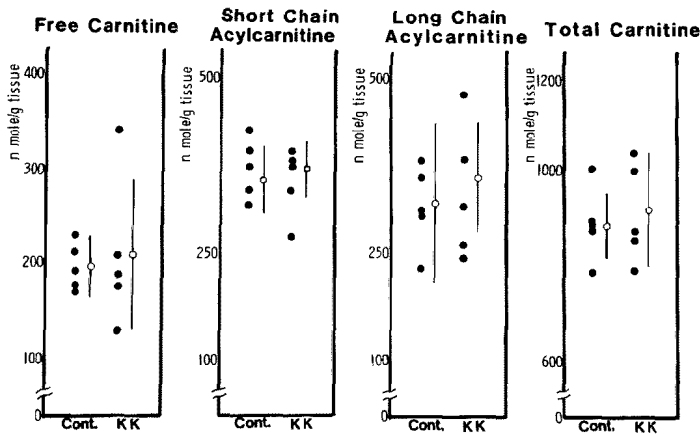 Free Carnitine
n mole/g tissue
400
300
200
100
0
Cont. KK
Short Chain
Acylcarnitine
n mole/g tissue
500
250
100
0
Cont. KK
Long Chain
Acylcarnitine
n mole/g tissue
500
250
100
0
Cont. KK
Total Carnitine
n mole/g tissue
1200
1000
600
0
Cont. KK